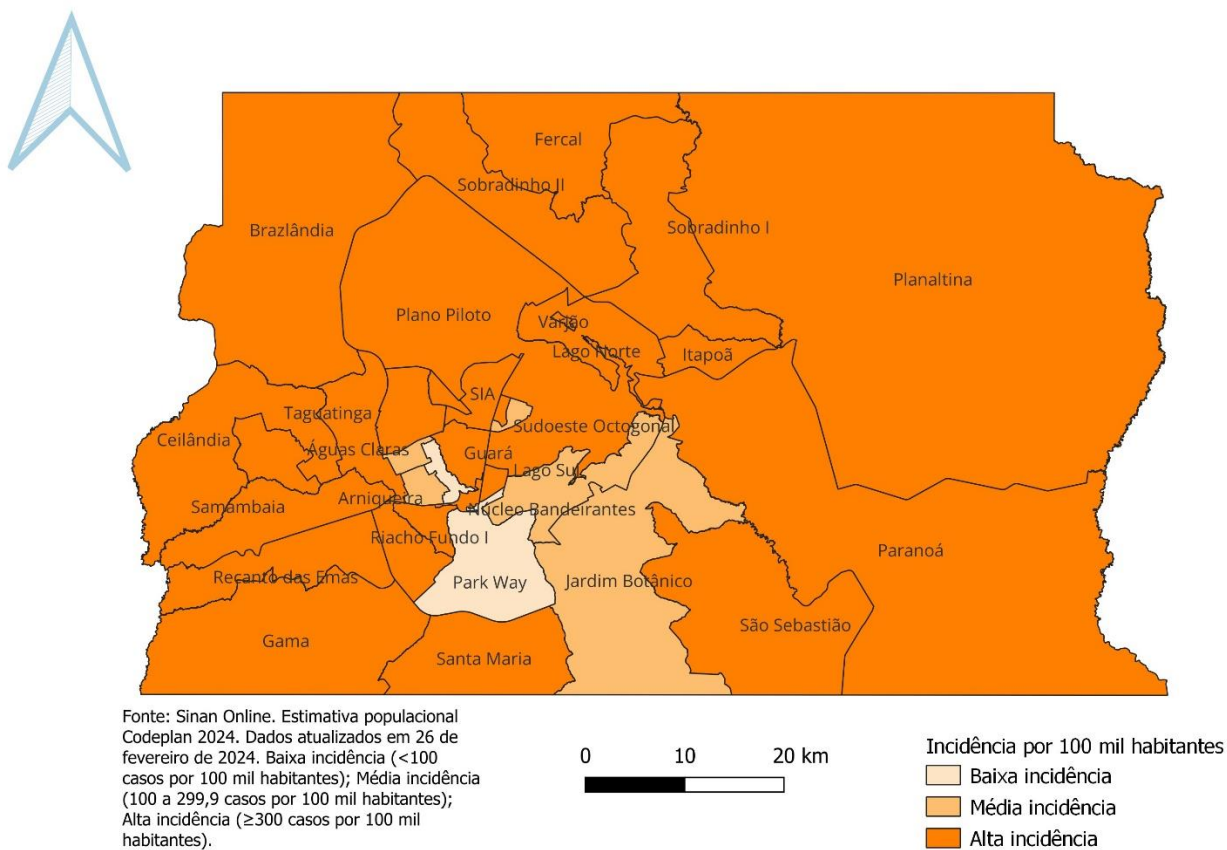 Fercal
Sobradinho II
Brazlândia
Sobradinho I
Planaltina
Plano Piloto
Varjão
Lago Norte
Itapoã
SIA
Taguatinga
Sudoeste Octogonal
Ceilândia
Águas Claras
Guará
Lago Sul
Arniqueira
Samambaia
Núcleo Bandeirantes
Riacho Fundo I
Paranoá
Recanto das Emas
Park Way
Jardim Botânico
São Sebastião
Gama
Santa Maria
Fonte: Sinan Online. Estimativa populacional
Codeplan 2024. Dados atualizados em 26 de
fevereiro de 2024. Baixa incidência (<100
casos por 100 mil habitantes); Média incidência
(100 a 299,9 casos por 100 mil habitantes);
Alta incidência (≥300 casos por 100 mil
habitantes).
0 10 20 km
Incidência por 100 mil habitantes
Baixa incidência
Média incidência
Alta incidência